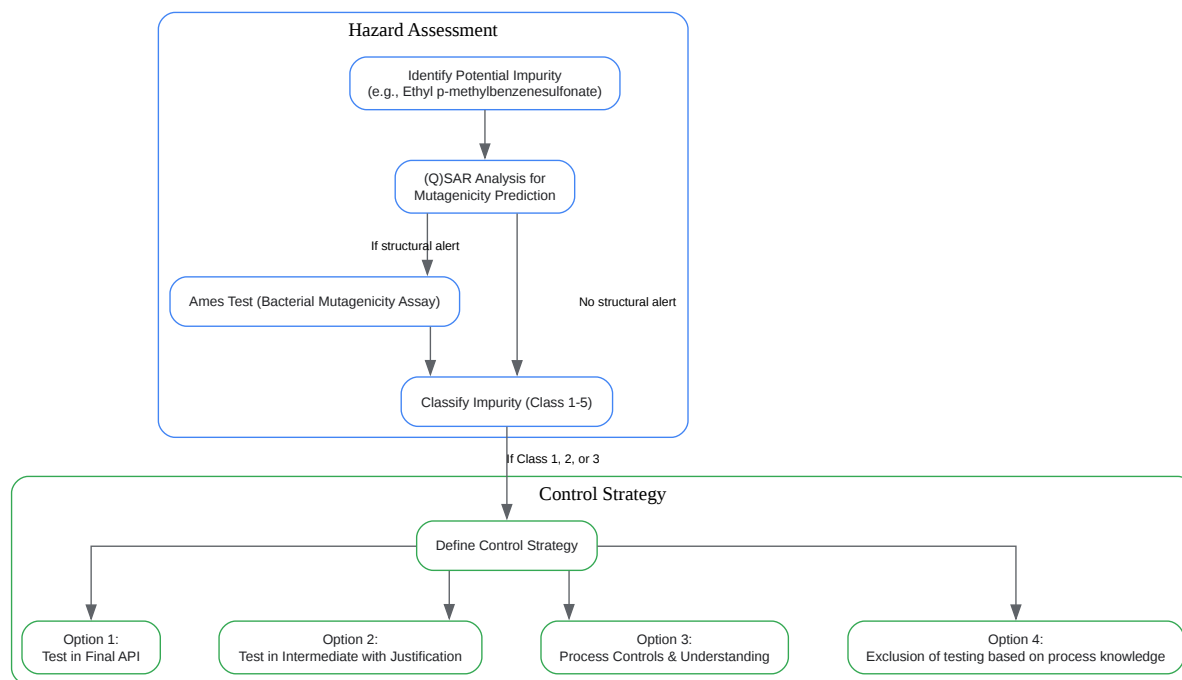 Hazard Assessment
Identify Potential Impurity
(e.g., Ethyl p-methylbenzenesulfonate)
(Q)SAR Analysis for
Mutagenicity Prediction
If structural alert
Ames Test (Bacterial Mutagenicity Assay)
No structural alert
Classify Impurity (Class 1-5)
If Class 1, 2, or 3
Control Strategy
Define Control Strategy
Option 1:
Test in Final API
Option 2:
Test in Intermediate with Justification
Option 3:
Process Controls & Understanding
Option 4:
Exclusion of testing based on process knowledge